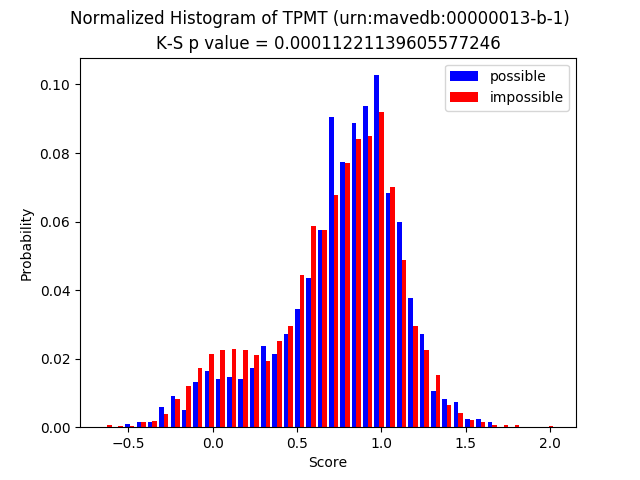 Normalized Histogram of TPMT (urn:mavedb:00000013-b-1)
K-S p value = 0.00011221139605577246
possible
impossible
0.10
0.08
0.06
0.04
0.02
0.00
Probability
−0.5
0.0
0.5
1.0
1.5
2.0
Score